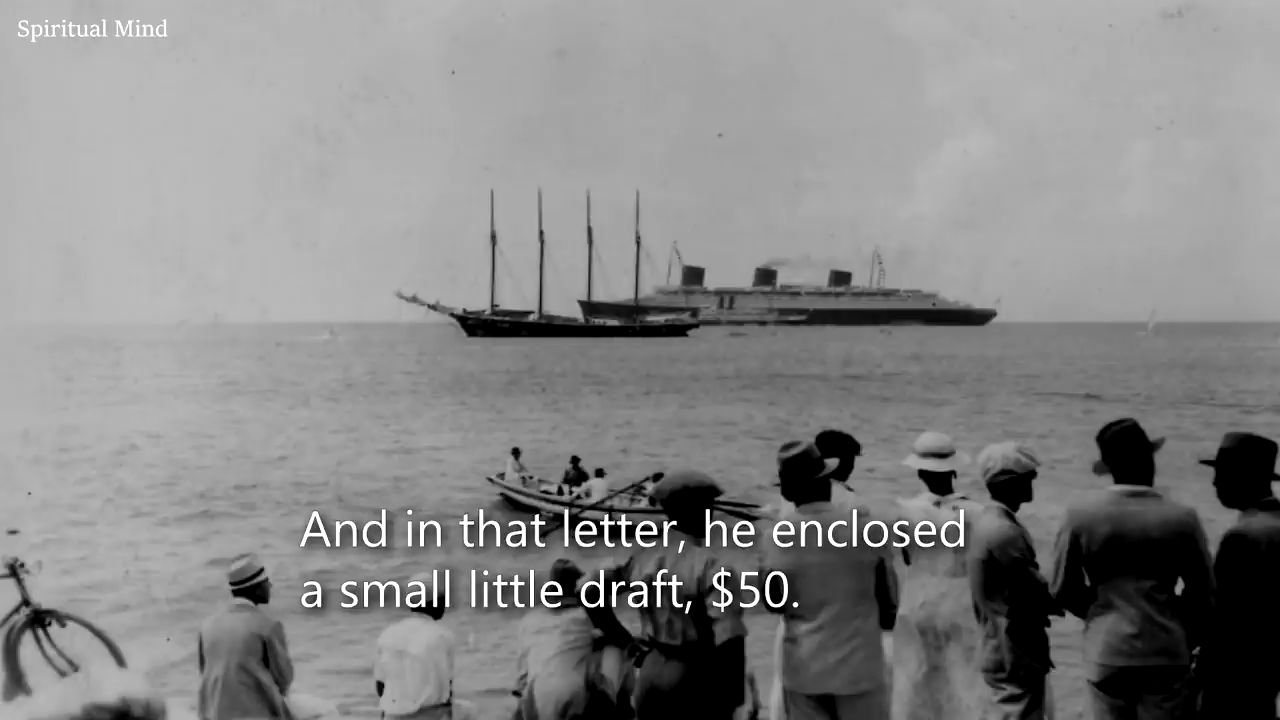 Spiritual Mind
And in that letter, he enclosed
a small little draft, $50.